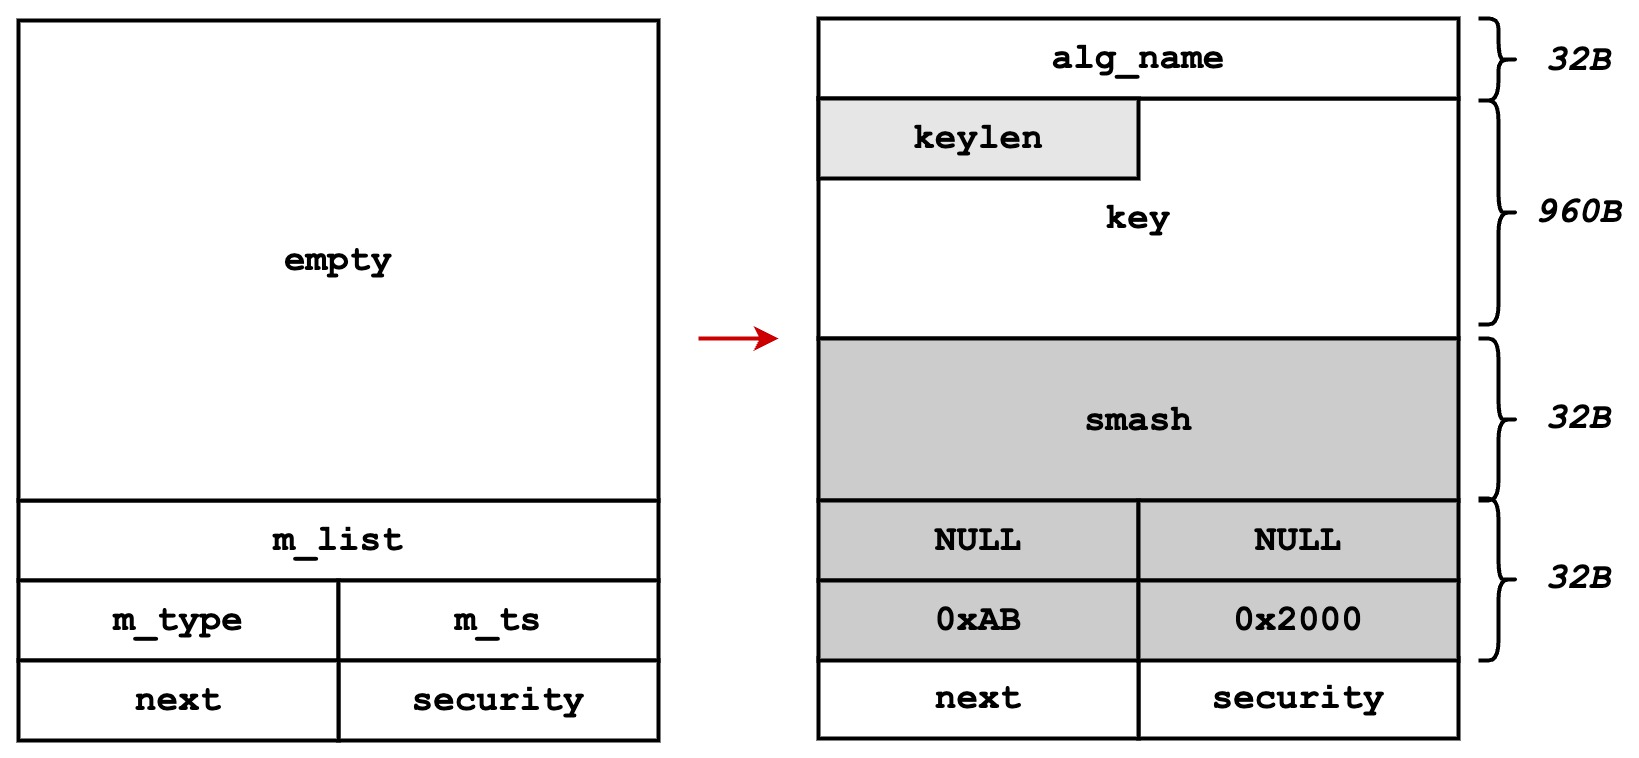 empty
m_list
m_type m_ts
next security
alg_name
32B
keylen
key
960B
smash
32B
NULL NULL
0xAB 0x2000
32B
next security